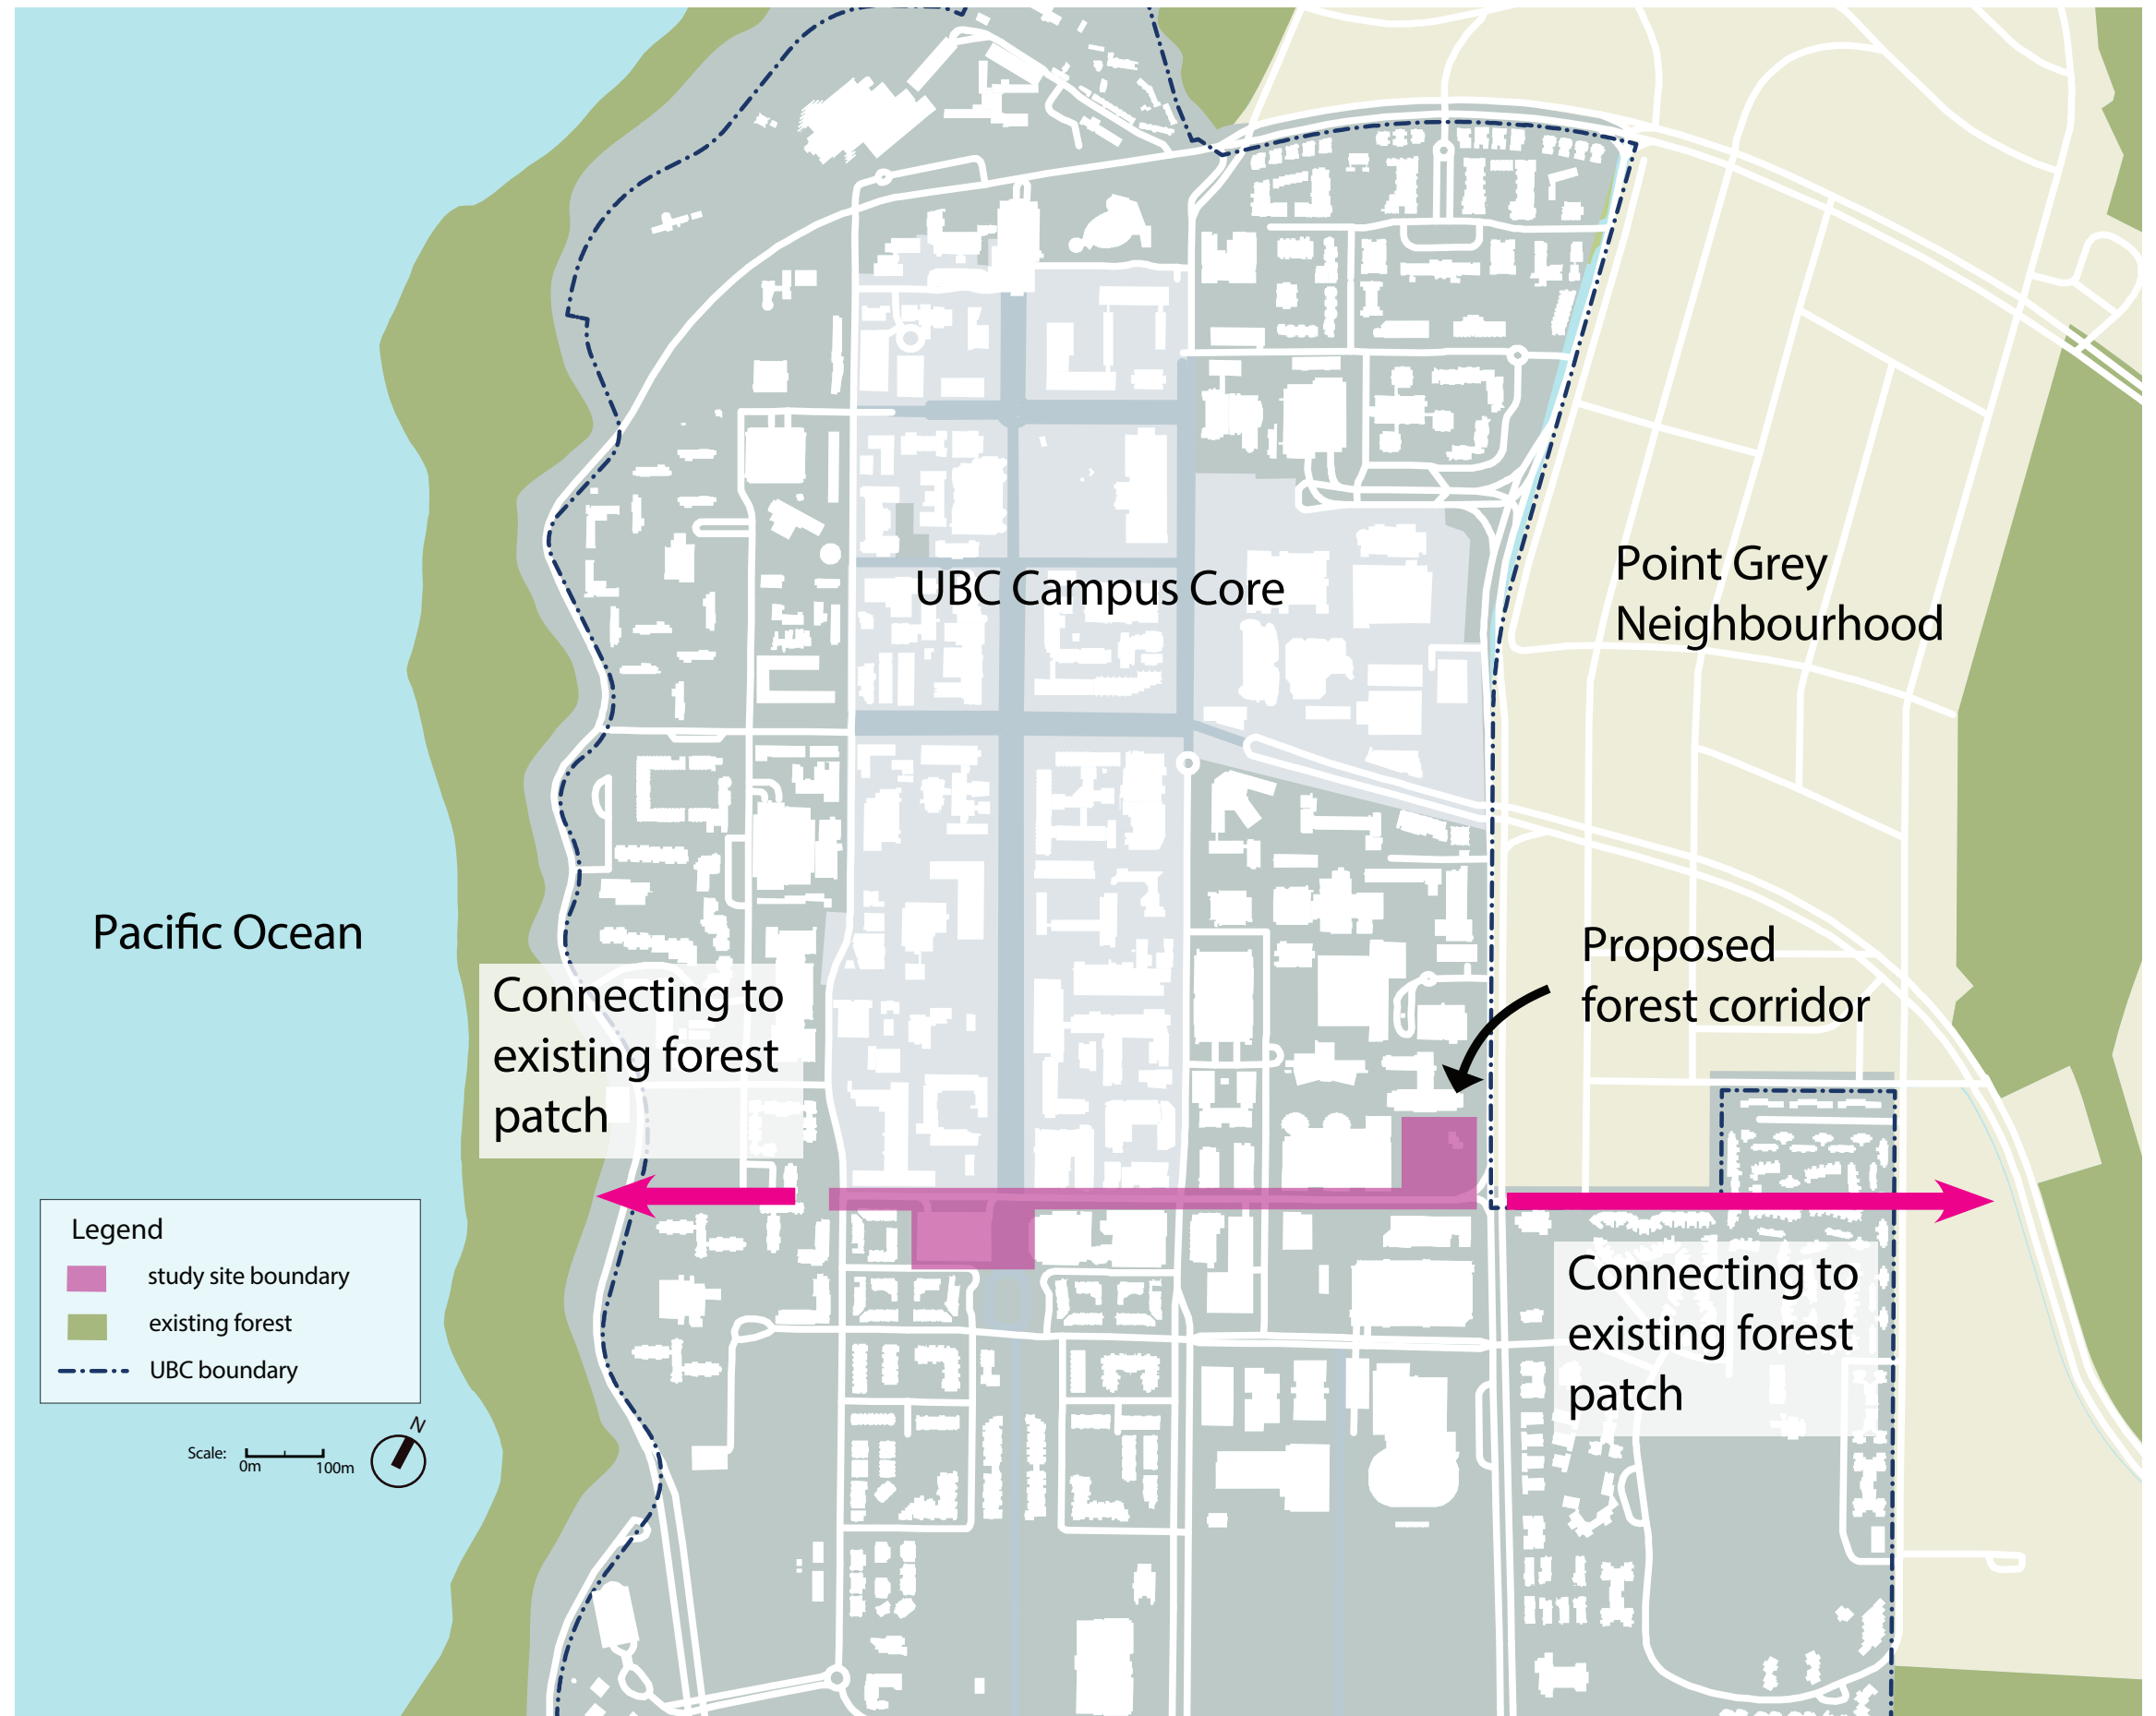 UBC Campus Core
Point Grey
Neighbourhood
Pacific Ocean
Proposed
forest corridor
Connecting to
existing forest
patch
Connecting to
existing forest
patch
Legend
study site boundary
existing forest
UBC boundary
Scale:
0m
100m
N